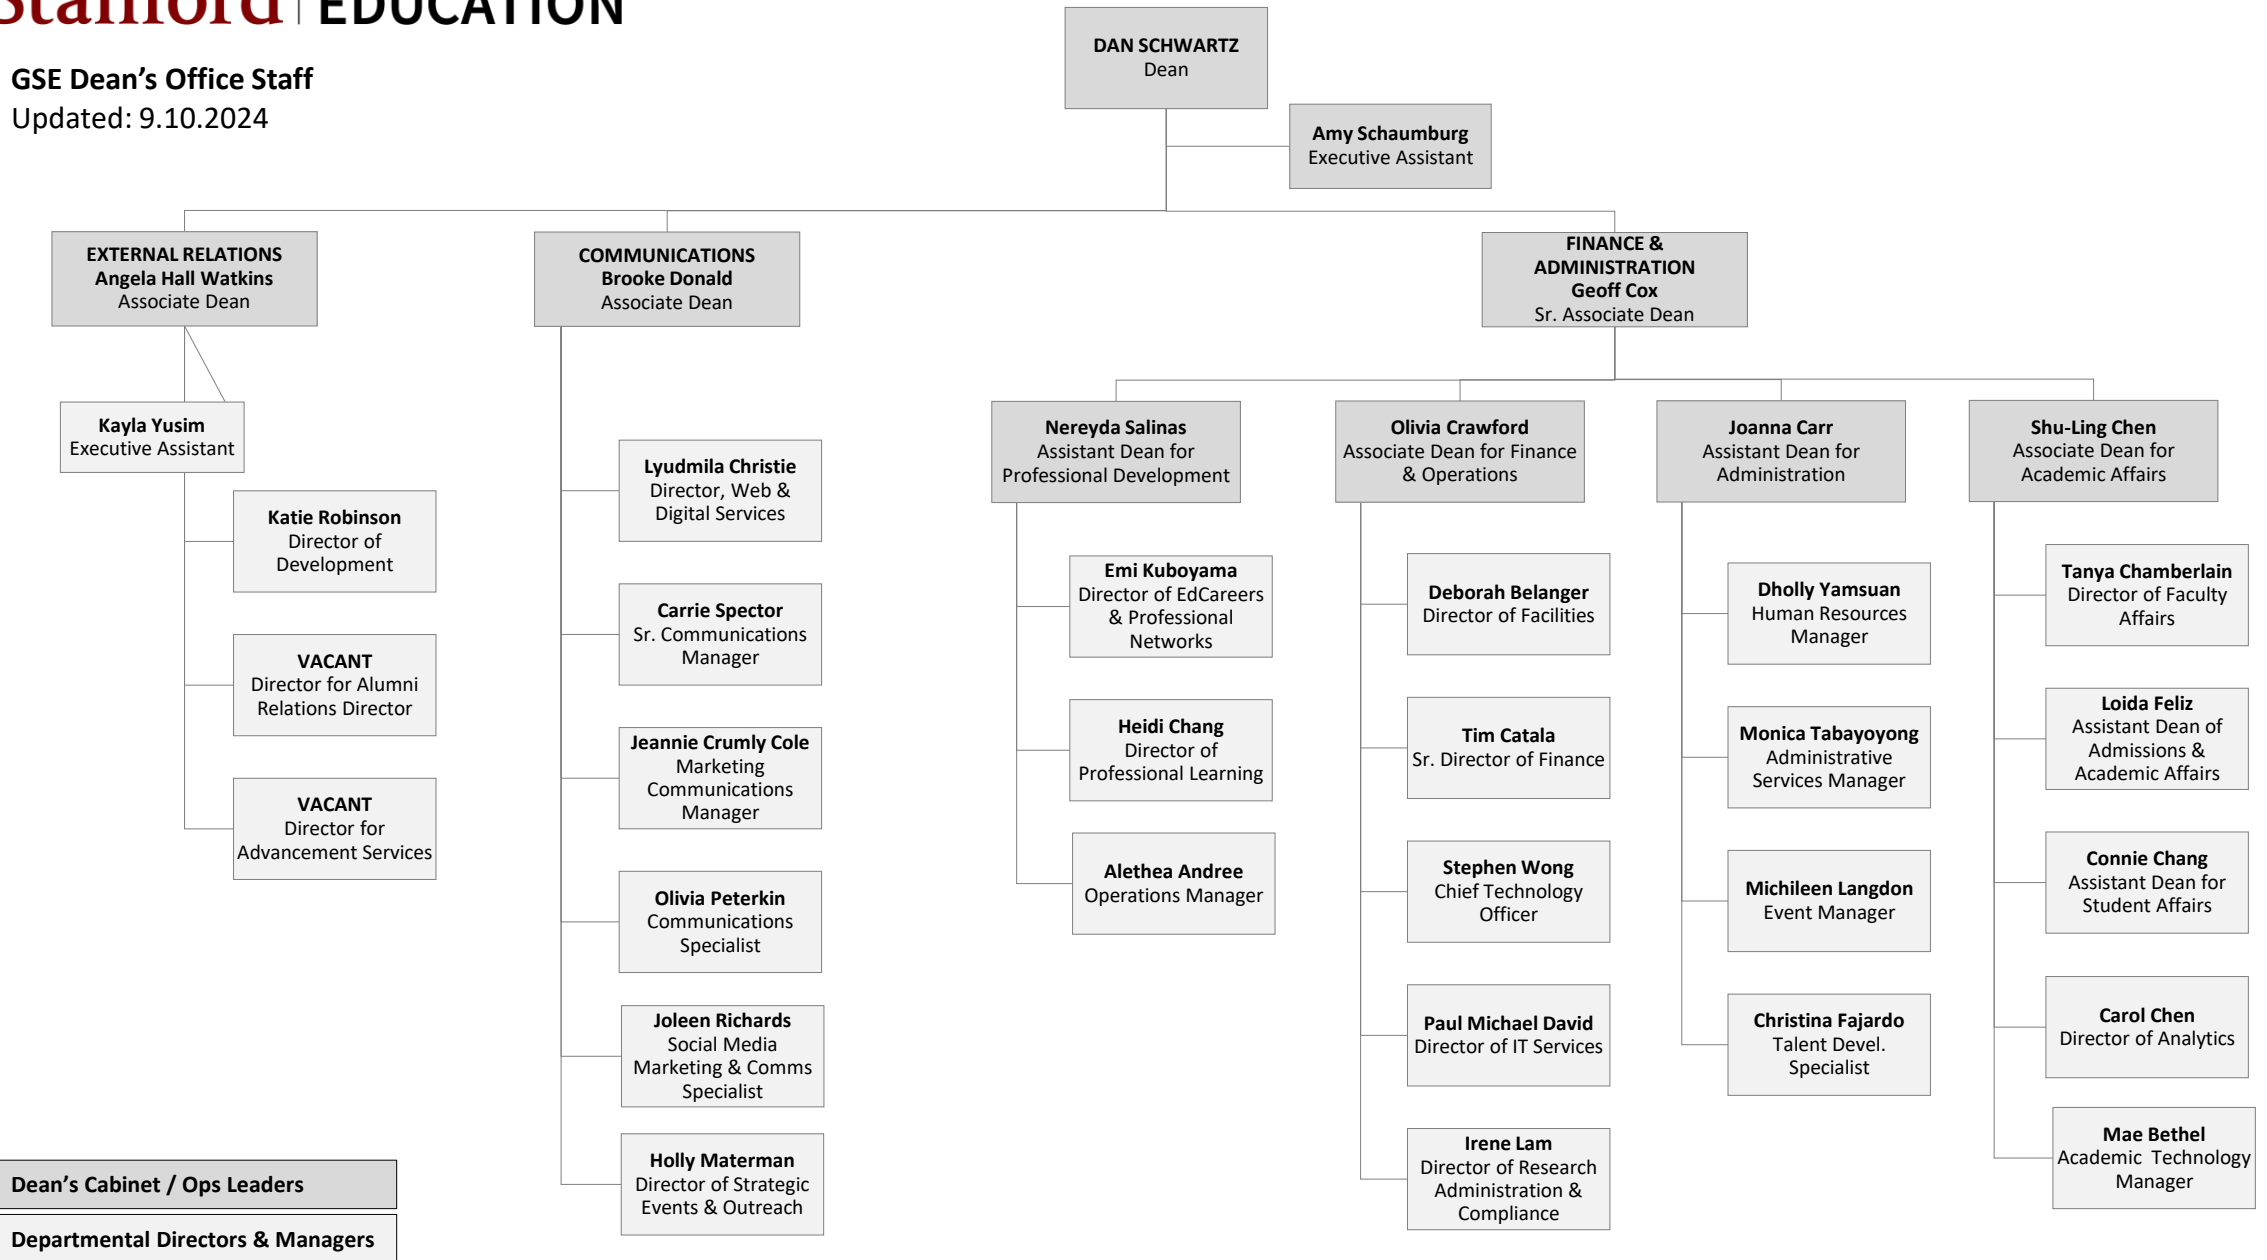 Stanford | EDUCATION
GSE Dean's Office Staff
Updated: 9.10.2024
DAN SCHWARTZ
Dean
Amy Schaumburg
Executive Assistant
EXTERNAL RELATIONS
Angela Hall Watkins
Associate Dean
COMMUNICATIONS
Brooke Donald
Associate Dean
FINANCE &
ADMINISTRATION
Geoff Cox
Sr. Associate Dean
Kayla Yusim
Executive Assistant
Katie Robinson
Director of
Development
VACANT
Director for Alumni
Relations Director
VACANT
Director for
Advancement Services
Lyudmila Christie
Director, Web &
Digital Services
Carrie Spector
Sr. Communications
Manager
Jeannie Crumly Cole
Marketing
Communications
Manager
Olivia Peterkin
Communications
Specialist
Joleen Richards
Social Media
Marketing & Comms
Specialist
Holly Materman
Director of Strategic
Events & Outreach
Nereyda Salinas
Assistant Dean for
Professional Development
Emi Kuboyama
Director of EdCareers
& Professional
Networks
Heidi Chang
Director of
Professional Learning
Alethea Andree
Operations Manager
Olivia Crawford
Associate Dean for Finance
& Operations
Deborah Belanger
Director of Facilities
Tim Catala
Sr. Director of Finance
Stephen Wong
Chief Technology
Officer
Paul Michael David
Director of IT Services
Irene Lam
Director of Research
Administration &
Compliance
Joanna Carr
Assistant Dean for
Administration
Dholly Yamsuan
Human Resources
Manager
Monica Tabayoyong
Administrative
Services Manager
Michileen Langdon
Event Manager
Christina Fajardo
Talent Devel.
Specialist
Shu-Ling Chen
Associate Dean for
Academic Affairs
Tanya Chamberlain
Director of Faculty
Affairs
Loida Feliz
Assistant Dean of
Admissions &
Academic Affairs
Connie Chang
Assistant Dean for
Student Affairs
Carol Chen
Director of Analytics
Mae Bethel
Academic Technology
Manager
Dean's Cabinet / Ops Leaders
Departmental Directors & Managers